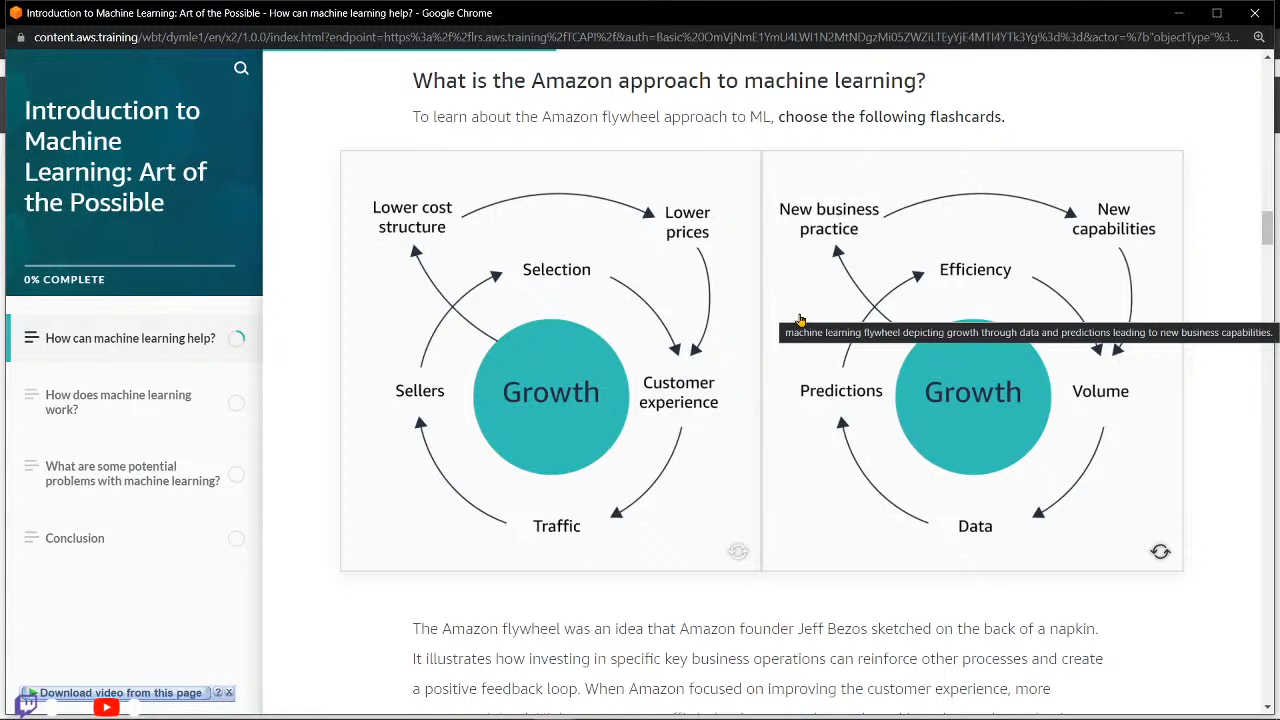 Introduction to Machine Learning: Art of the Possible - How can machine learning help? - Google Chrome
Introduction to
Machine
Learning: Art of
the Possible
0% COMPLETE
How can machine learning help?
How does machine learning
work?
What are some potential
problems with machine learning?
Conclusion
Download video from this page
What is the Amazon approach to machine learning?
To learn about the Amazon flywheel approach to ML, choose the following flashcards.
Lower cost
structure
Lower
prices
Selection
Sellers
Growth
Customer
experience
Traffic
New business
practice
New
capabilities
Efficiency
machine learning flywheel depicting growth through data and predictions leading to new business capabilities.
Predictions
Growth
Volume
Data
The Amazon flywheel was an idea that Amazon founder Jeff Bezos sketched on the back of a napkin.
It illustrates how investing in specific key business operations can reinforce other processes and create
a positive feedback loop. When Amazon focused on improving the customer experience, more